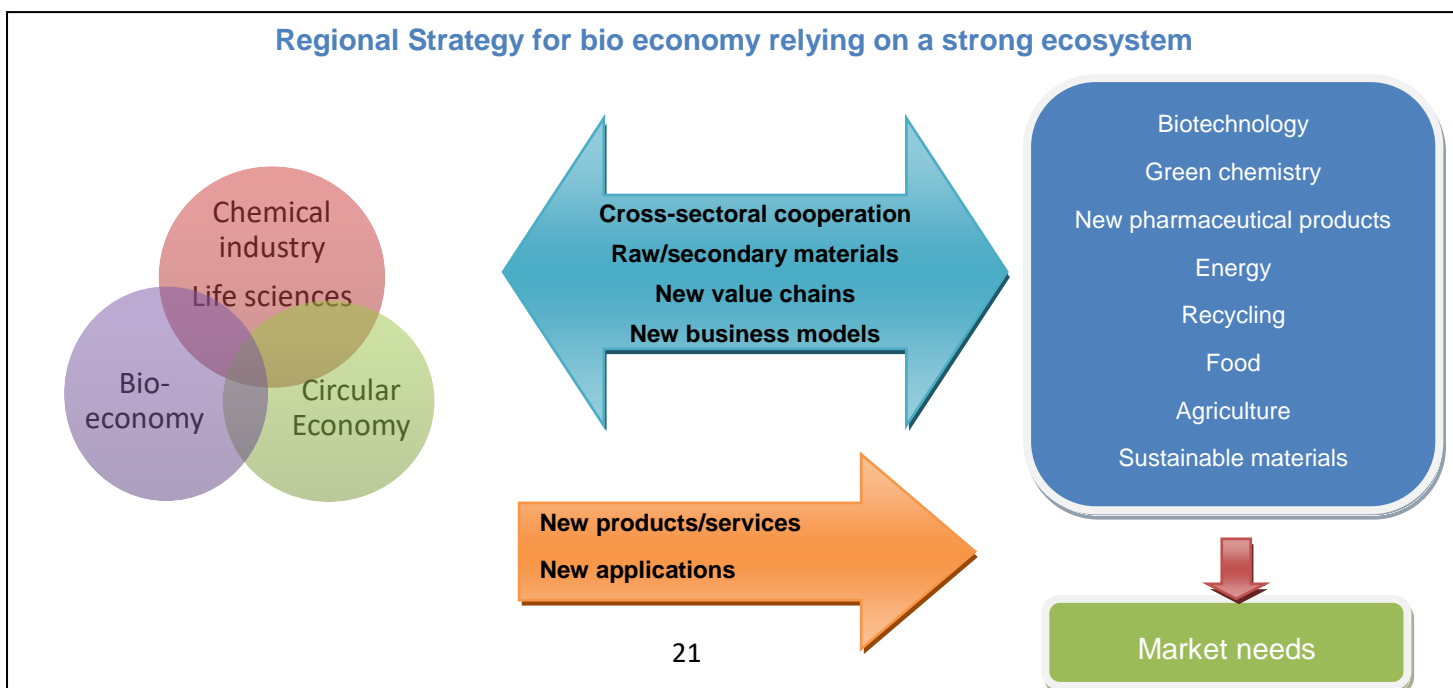 Regional Strategy for bio economy relying on a strong ecosystem
Chemical
industry
Life sciences
Bio-
economy
Circular
Economy
Cross-sectoral cooperation
Raw/secondary materials
New value chains
New business models
New products/services
New applications
Biotechnology
Green chemistry
New pharmaceutical products
Energy
Recycling
Food
Agriculture
Sustainable materials
Market needs
21